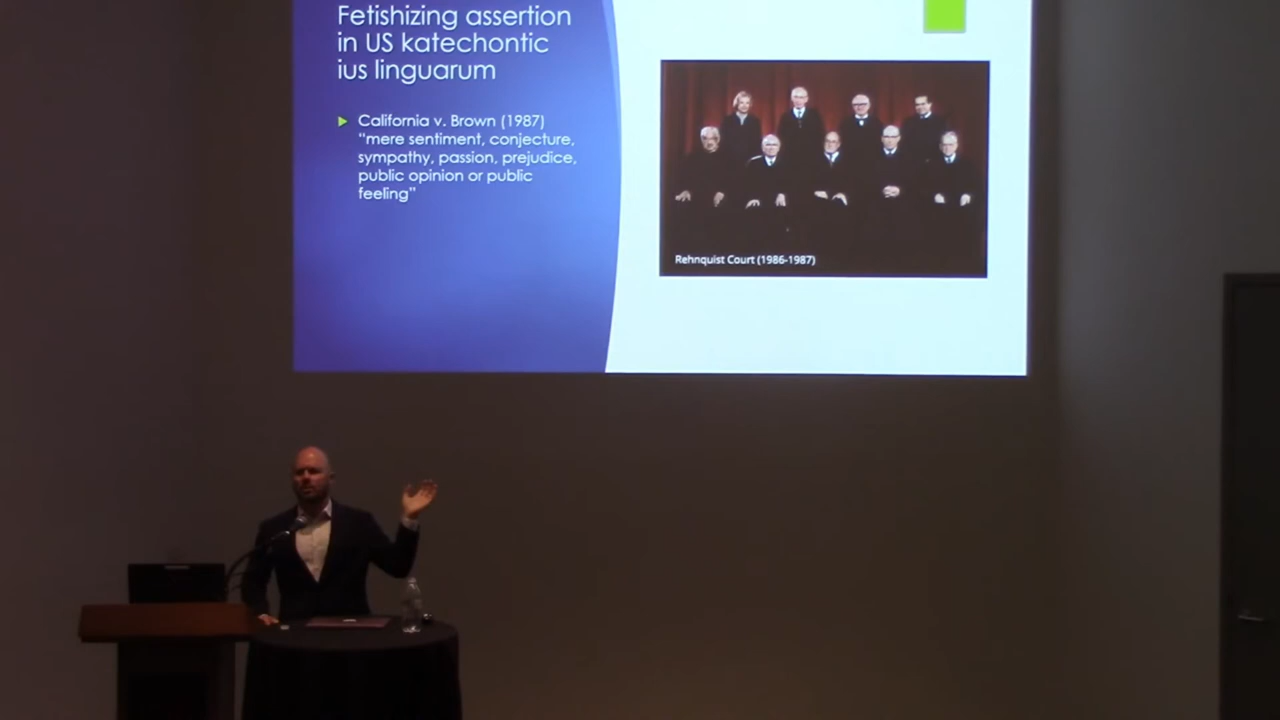 Fetishizing assertion
in US katechontic
ius linguarum
California v. Brown (1987)
“mere sentiment, conjecture,
sympathy, passion, prejudice,
public opinion or public
feeling”
Rehnquist Court (1986-1987)